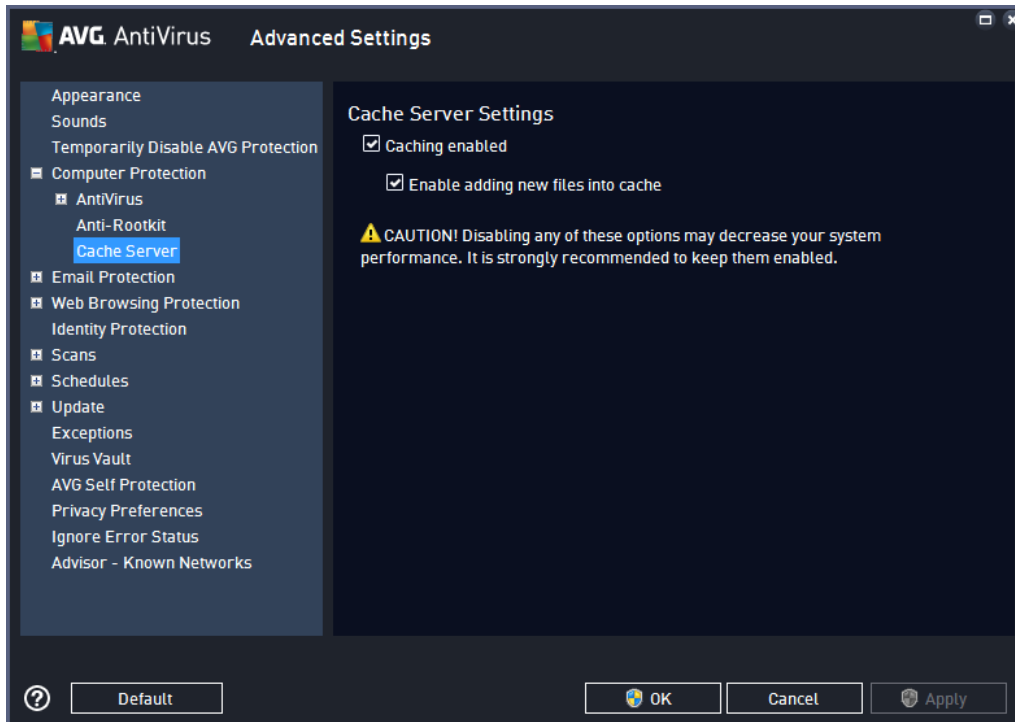 AVG. AntiVirus Advanced Settings
Appearance
Sounds
Temporarily Disable AVG Protection
Computer Protection
AntiVirus
Anti-Rootkit
Cache Server
Email Protection
Web Browsing Protection
Identity Protection
Scans
Schedules
Update
Exceptions
Virus Vault
AVG Self Protection
Privacy Preferences
Ignore Error Status
Advisor - Known Networks
Cache Server Settings
Caching enabled
Enable adding new files into cache
CAUTION! Disabling any of these options may decrease your system
performance. It is strongly recommended to keep them enabled.
? Default OK Cancel Apply